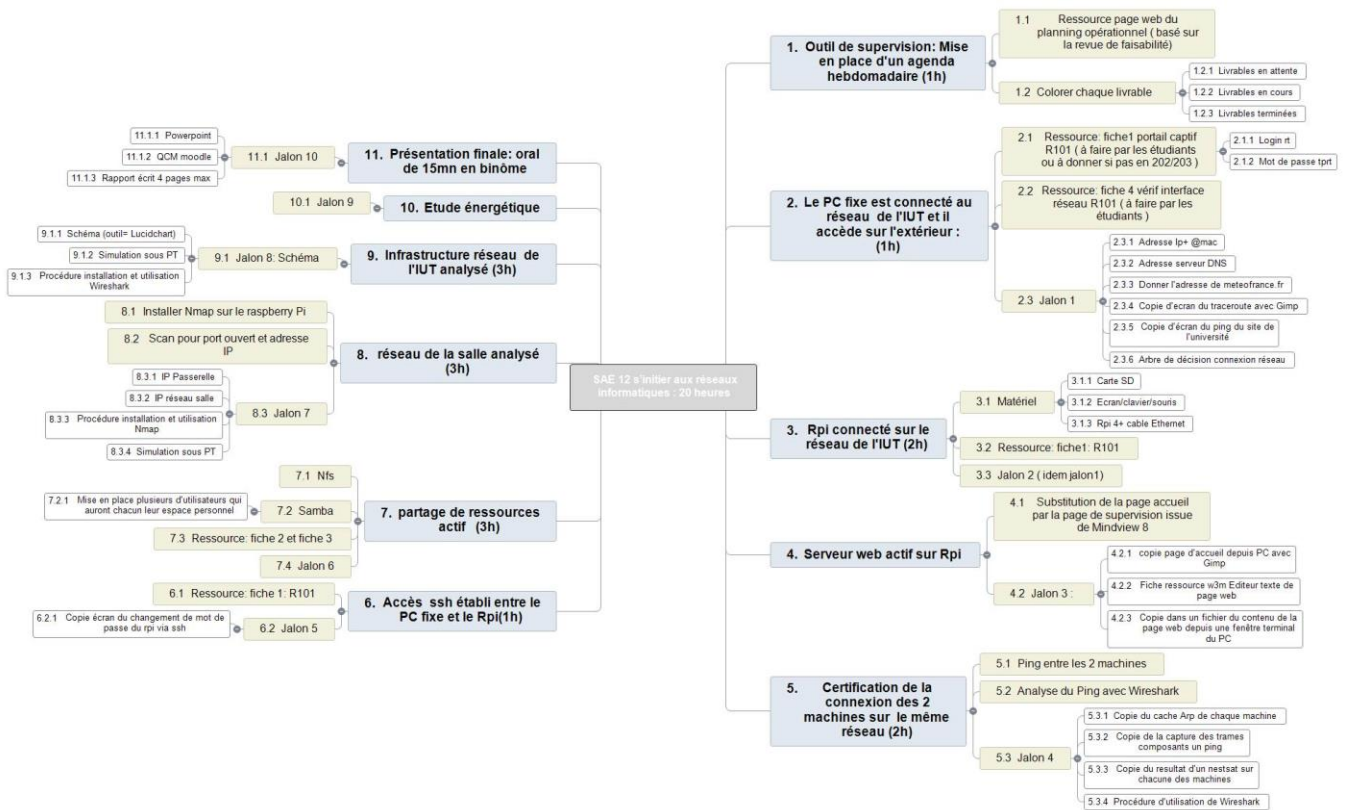 SAE 12 s'initier aux réseaux
informatiques : 20 heures
1. Outil de supervision: Mise
en place d'un agenda
hebdomadaire (1h)
1.1 Ressource page web du
planning opérationnel ( basé sur
la revue de faisabilité)
1.2 Colorer chaque livrable
1.2.1 Livrables en attente
1.2.2 Livrables en cours
1.2.3 Livrables terminées
2. Le PC fixe est connecté au
réseau de l'IUT et il
accède sur l'extérieur :
(1h)
2.1 Ressource: fiche1 portail captif
R101 ( à faire par les étudiants
ou à donner si pas en 202/203 )
2.1.1 Login rt
2.1.2 Mot de passe tprt
2.2 Ressource: fiche 4 vérif interface
réseau R101 ( à faire par les
étudiants )
2.3 Jalon 1
2.3.1 Adresse Ip+ @mac
2.3.2 Adresse serveur DNS
2.3.3 Donner l'adresse de meteofrance.fr
2.3.4 Copie d'ecran du traceroute avec Gimp
2.3.5 Copie d'écran du ping du site de
l'université
2.3.6 Arbre de décision connexion réseau
3. Rpi connecté sur le
réseau de l'IUT (2h)
3.1 Matériel
3.1.1 Carte SD
3.1.2 Ecran/clavier/souris
3.1.3 Rpi 4+ cable Ethernet
3.2 Ressource: fiche1: R101
3.3 Jalon 2 ( idem jalon1)
4. Serveur web actif sur Rpi
4.1 Substitution de la page accueil
par la page de supervision issue
de Mindview 8
4.2 Jalon 3 :
4.2.1 copie page d'accueil depuis PC avec
Gimp
4.2.2 Fiche ressource w3m Editeur texte de
page web
4.2.3 Copie dans un fichier du contenu de la
page web depuis une fenêtre terminal
du PC
5. Certification de la
connexion des 2
machines sur le même
réseau (2h)
5.1 Ping entre les 2 machines
5.2 Analyse du Ping avec Wireshark
5.3 Jalon 4
5.3.1 Copie du cache Arp de chaque machine
5.3.2 Copie de la capture des trames
composants un ping
5.3.3 Copie du resultat d'un nestsat sur
chacune des machines
5.3.4 Procédure d'utilisation de Wireshark
6. Accès ssh établi entre le
PC fixe et le Rpi(1h)
6.1 Ressource: fiche 1: R101
6.2 Jalon 5
6.2.1 Copie écran du changement de mot de
passe du rpi via ssh
7. partage de ressources
actif (3h)
7.1 Nfs
7.2 Samba
7.2.1 Mise en place plusieurs d'utilisateurs qui
auront chacun leur espace personnel
7.3 Ressource: fiche 2 et fiche 3
7.4 Jalon 6
8. réseau de la salle analysé
(3h)
8.1 Installer Nmap sur le raspberry Pi
8.2 Scan pour port ouvert et adresse
IP
8.3 Jalon 7
8.3.1 IP Passerelle
8.3.2 IP réseau salle
8.3.3 Procédure installation et utilisation
Nmap
8.3.4 Simulation sous PT
9. Infrastructure réseau de
l'IUT analysé (3h)
9.1 Jalon 8: Schéma
9.1.1 Schéma (outil= Lucidchart)
9.1.2 Simulation sous PT
9.1.3 Procédure installation et utilisation
Wireshark
10. Etude énergétique
10.1 Jalon 9
11. Présentation finale: oral
de 15mn en binôme
11.1 Jalon 10
11.1.1 Powerpoint
11.1.2 QCM moodle
11.1.3 Rapport écrit 4 pages max